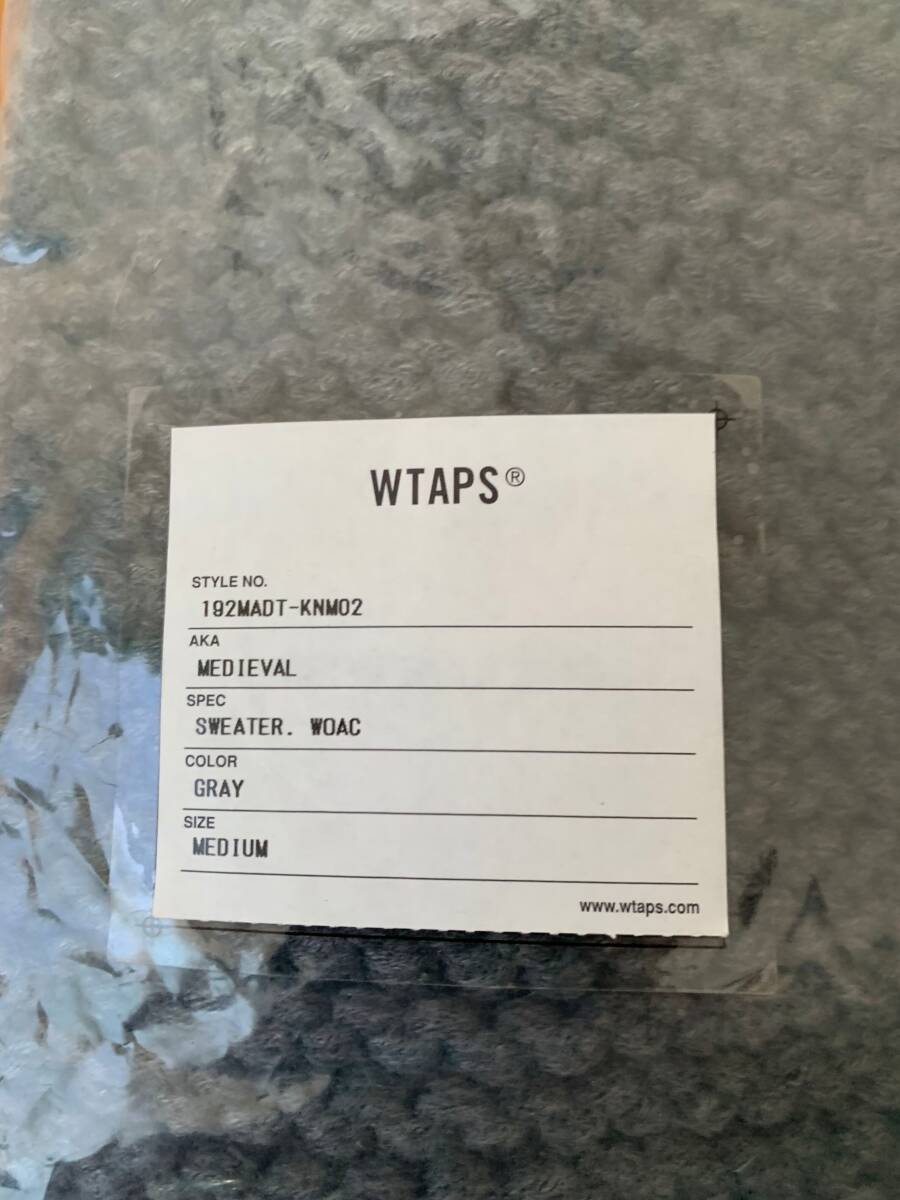 WTAPS®
STYLE NO.
192MADT-KNM02
AKA
MEDIEVAL
SPEC
SWEATER. WOAC
COLOR
GRAY
SIZE
MEDIUM
www.wtaps.com